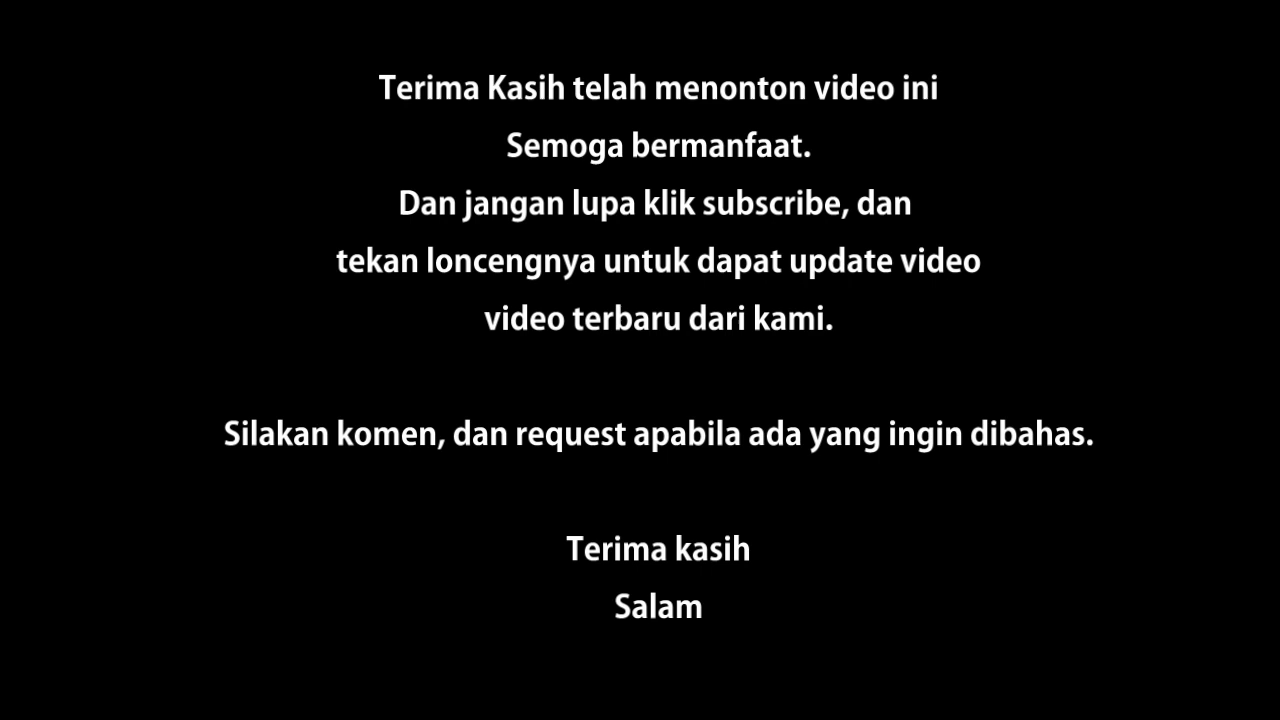 Terima Kasih telah menonton video ini
Semoga bermanfaat.
Dan jangan lupa klik subscribe, dan
tekan loncengnya untuk dapat update video
video terbaru dari kami.
Silakan komen, dan request apabila ada yang ingin dibahas.
Terima kasih
Salam